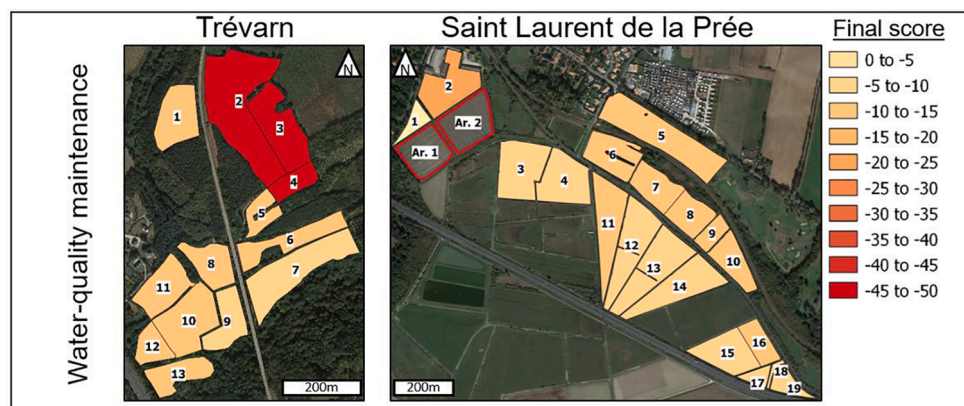 Trévarn
Saint Laurent de la Prée
Final score
Water-quality maintenance
N
1
2
3
4
5
6
7
8
9
10
11
12
13
200m
N
1
2
Ar. 1
Ar. 2
3
4
5
6
7
8
9
10
11
12
13
14
15
16
17
18
19
200m
0 to -5
-5 to -10
-10 to -15
-15 to -20
-20 to -25
-25 to -30
-30 to -35
-35 to -40
-40 to -45
-45 to -50